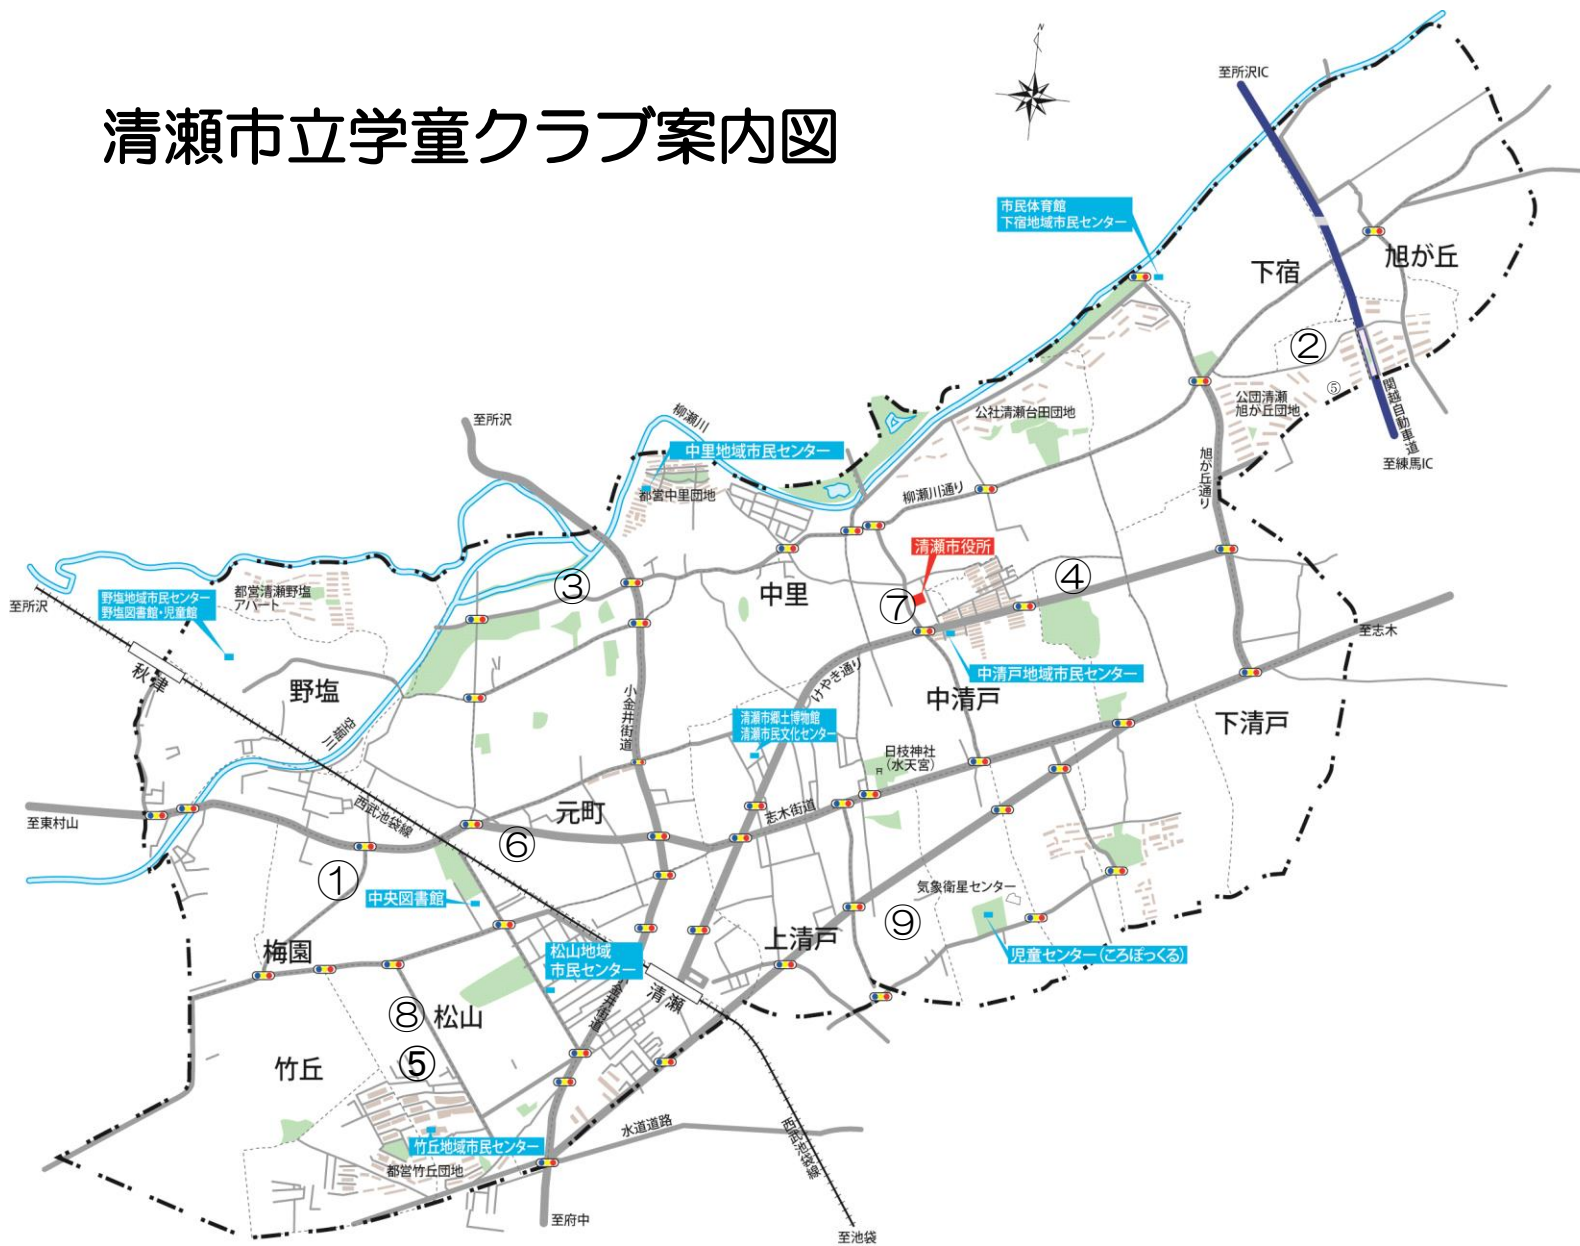 清瀬市立学童クラブ案内図
N
至所沢IC
市民体育館
下宿地域市民センター
下宿
旭が丘
②
⑤
公団清瀬
旭が丘団地
関越自動車道
至練馬IC
旭が丘通り
公社清瀬台田団地
柳瀬川
至所沢
中里地域市民センター
都営中里団地
柳瀬川通り
清瀬市役所
④
③
中里
⑦
都営清瀬野塩
アパート
野塩地域市民センター
野塩図書館・児童館
至所沢
至志木
秋津
野塩
小金井街道
けやき通り
中清戸地域市民センター
中清戸
下清戸
空堀川
清瀬市郷土博物館
清瀬市民文化センター
日枝神社
(水天宮)
至東村山
西武池袋線
元町
志木街道
⑥
①
中央図書館
気象衛星センター
⑨
梅園
松山地域
市民センター
上清戸
児童センター(ころぽっくる)
清瀬
小金井街道
⑧
松山
⑤
竹丘
水道道路
竹丘地域市民センター
都営竹丘団地
西武池袋線
至府中
至池袋